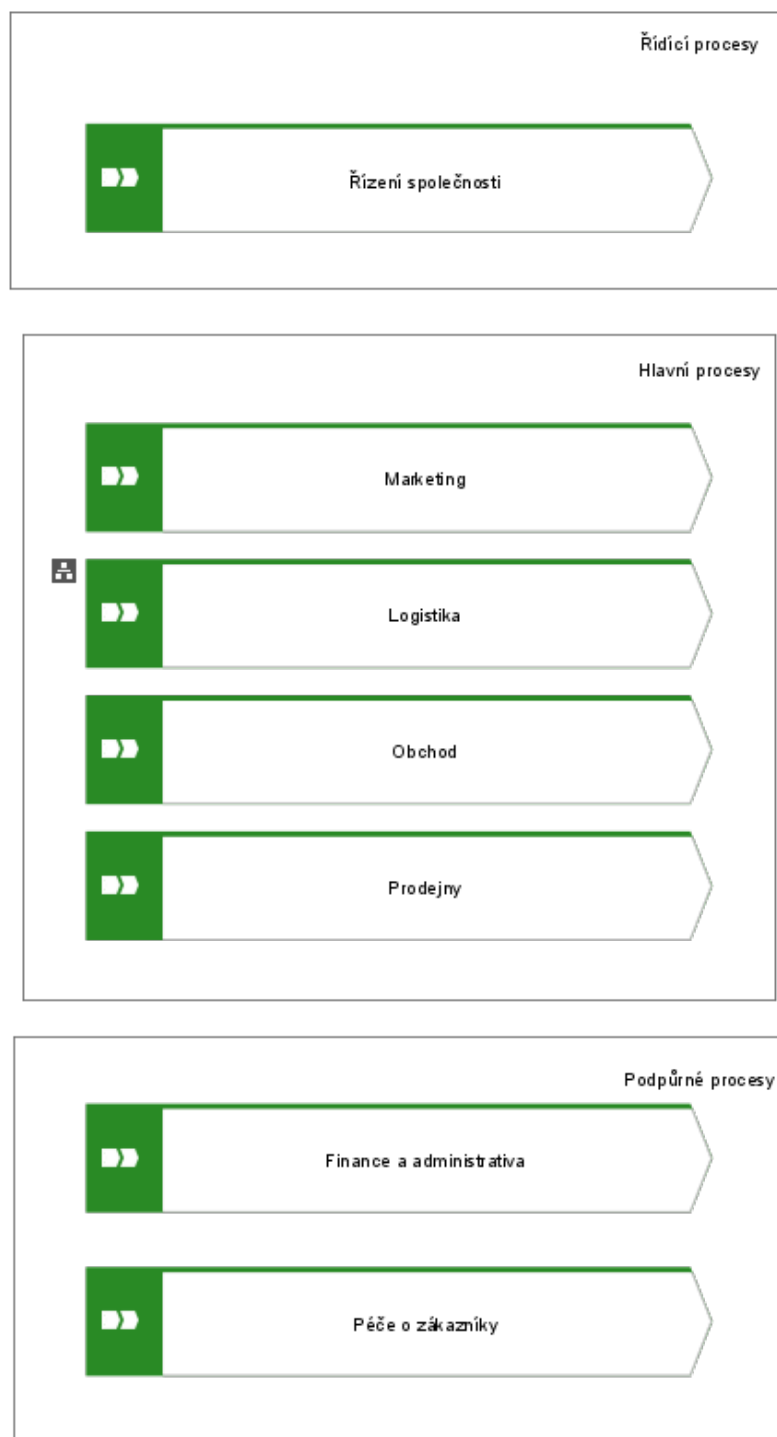 Řídící procesy
Řízení společnosti
Hlavní procesy
Marketing
Logistika
Obchod
Prodejny
Podpůrné procesy
Finance a administrativa
Péče o zákazníky